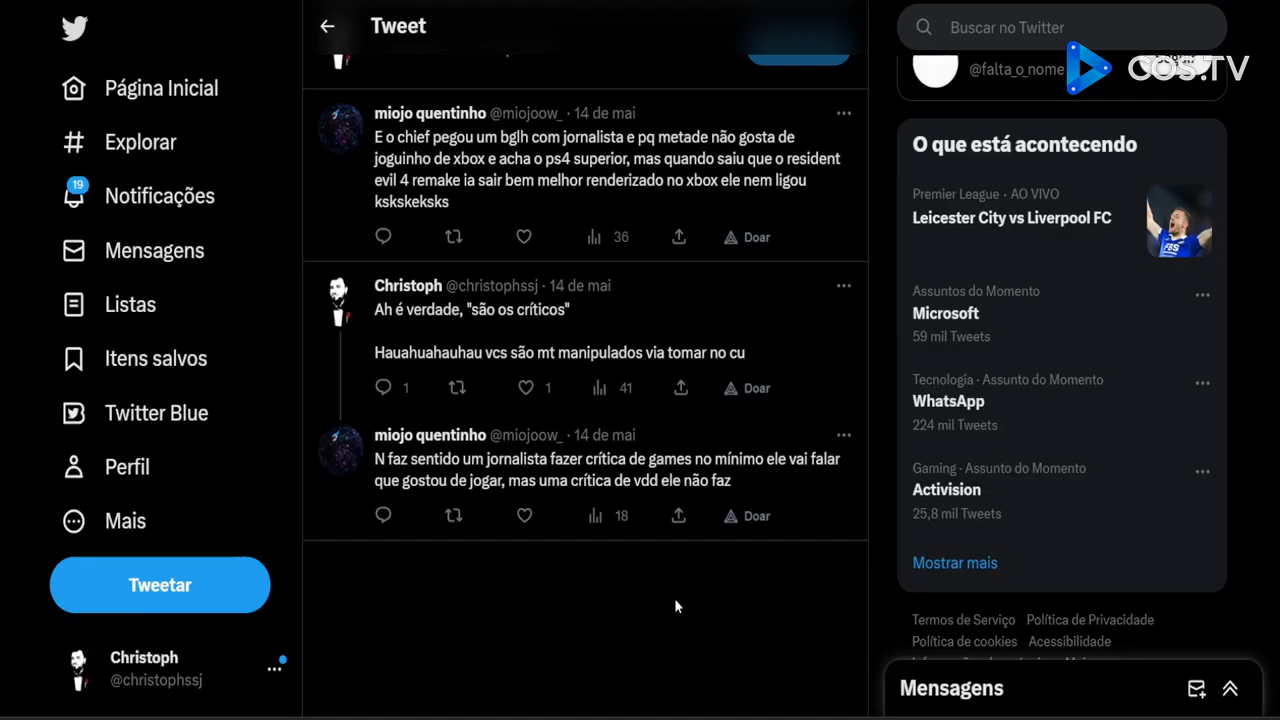 Tweet
Buscar no Twitter
@falta_o_nome
COS.TV
Página Inicial
Explorar
19
Notificações
Mensagens
Listas
Itens salvos
Twitter Blue
Perfil
Mais
Tweetar
Christoph
@christophssj
miojo quentinho @miojoow_ · 14 de mai
E o chief pegou um bglh com jornalista e pq metade não gosta de
joguinho de xbox e acha o ps4 superior, mas quando saiu que o resident
evil 4 remake ia sair bem melhor renderizado no xbox ele nem ligou
kskskeksks
36 Doar
Christoph @christophssj · 14 de mai
Ah é verdade, "são os críticos"
Hauahuahauhau vcs são mt manipulados via tomar no cu
1 1 41 Doar
miojo quentinho @miojoow_ · 14 de mai
N faz sentido um jornalista fazer crítica de games no mínimo ele vai falar
que gostou de jogar, mas uma crítica de vdd ele não faz
18 Doar
O que está acontecendo
Premier League · AO VIVO
Leicester City vs Liverpool FC
Assuntos do Momento
Microsoft
59 mil Tweets
Tecnologia · Assunto do Momento
WhatsApp
224 mil Tweets
Gaming · Assunto do Momento
Activision
25,8 mil Tweets
Mostrar mais
Termos de Serviço Política de Privacidade
Política de cookies Acessibilidade
Mensagens